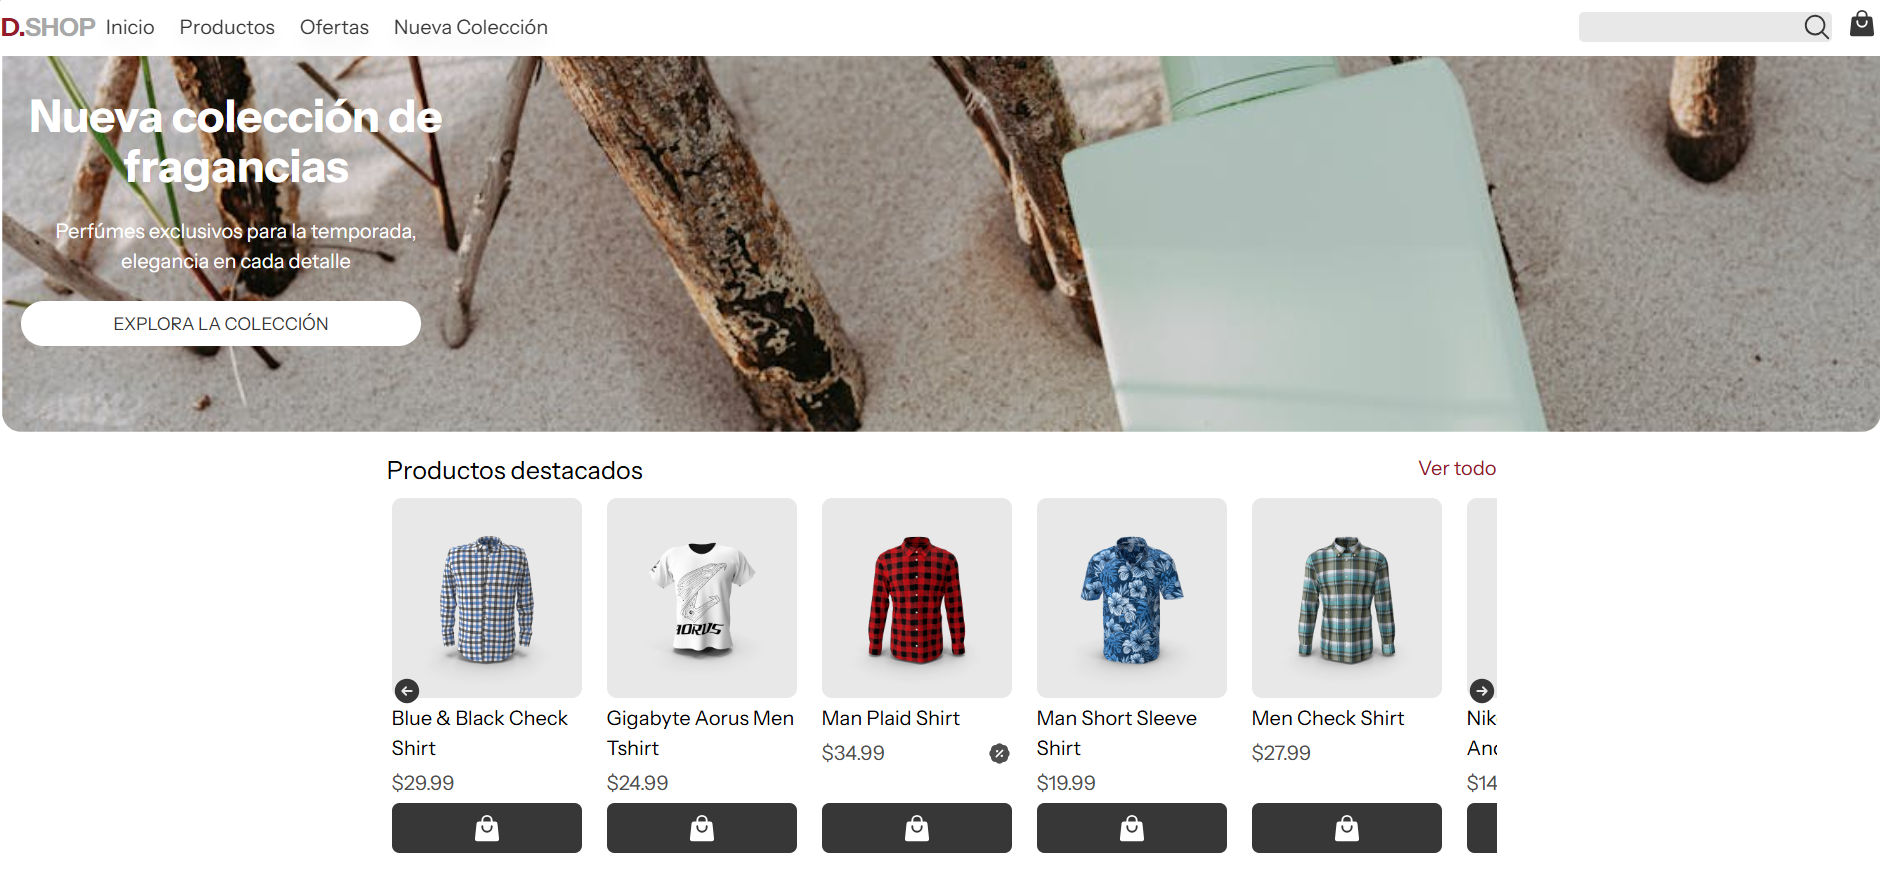 D.SHOP Inicio Productos Ofertas Nueva Colección
Nueva colección de
fragancias
Perfúmes exclusivos para la temporada,
elegancia en cada detalle
EXPLORA LA COLECCIÓN
Productos destacados
Ver todo
AORUS
Blue & Black Check
Shirt
$29.99
Gigabyte Aorus Men
Tshirt
$24.99
Man Plaid Shirt
$34.99
Man Short Sleeve
Shirt
$19.99
Men Check Shirt
$27.99
Nik
And
$14